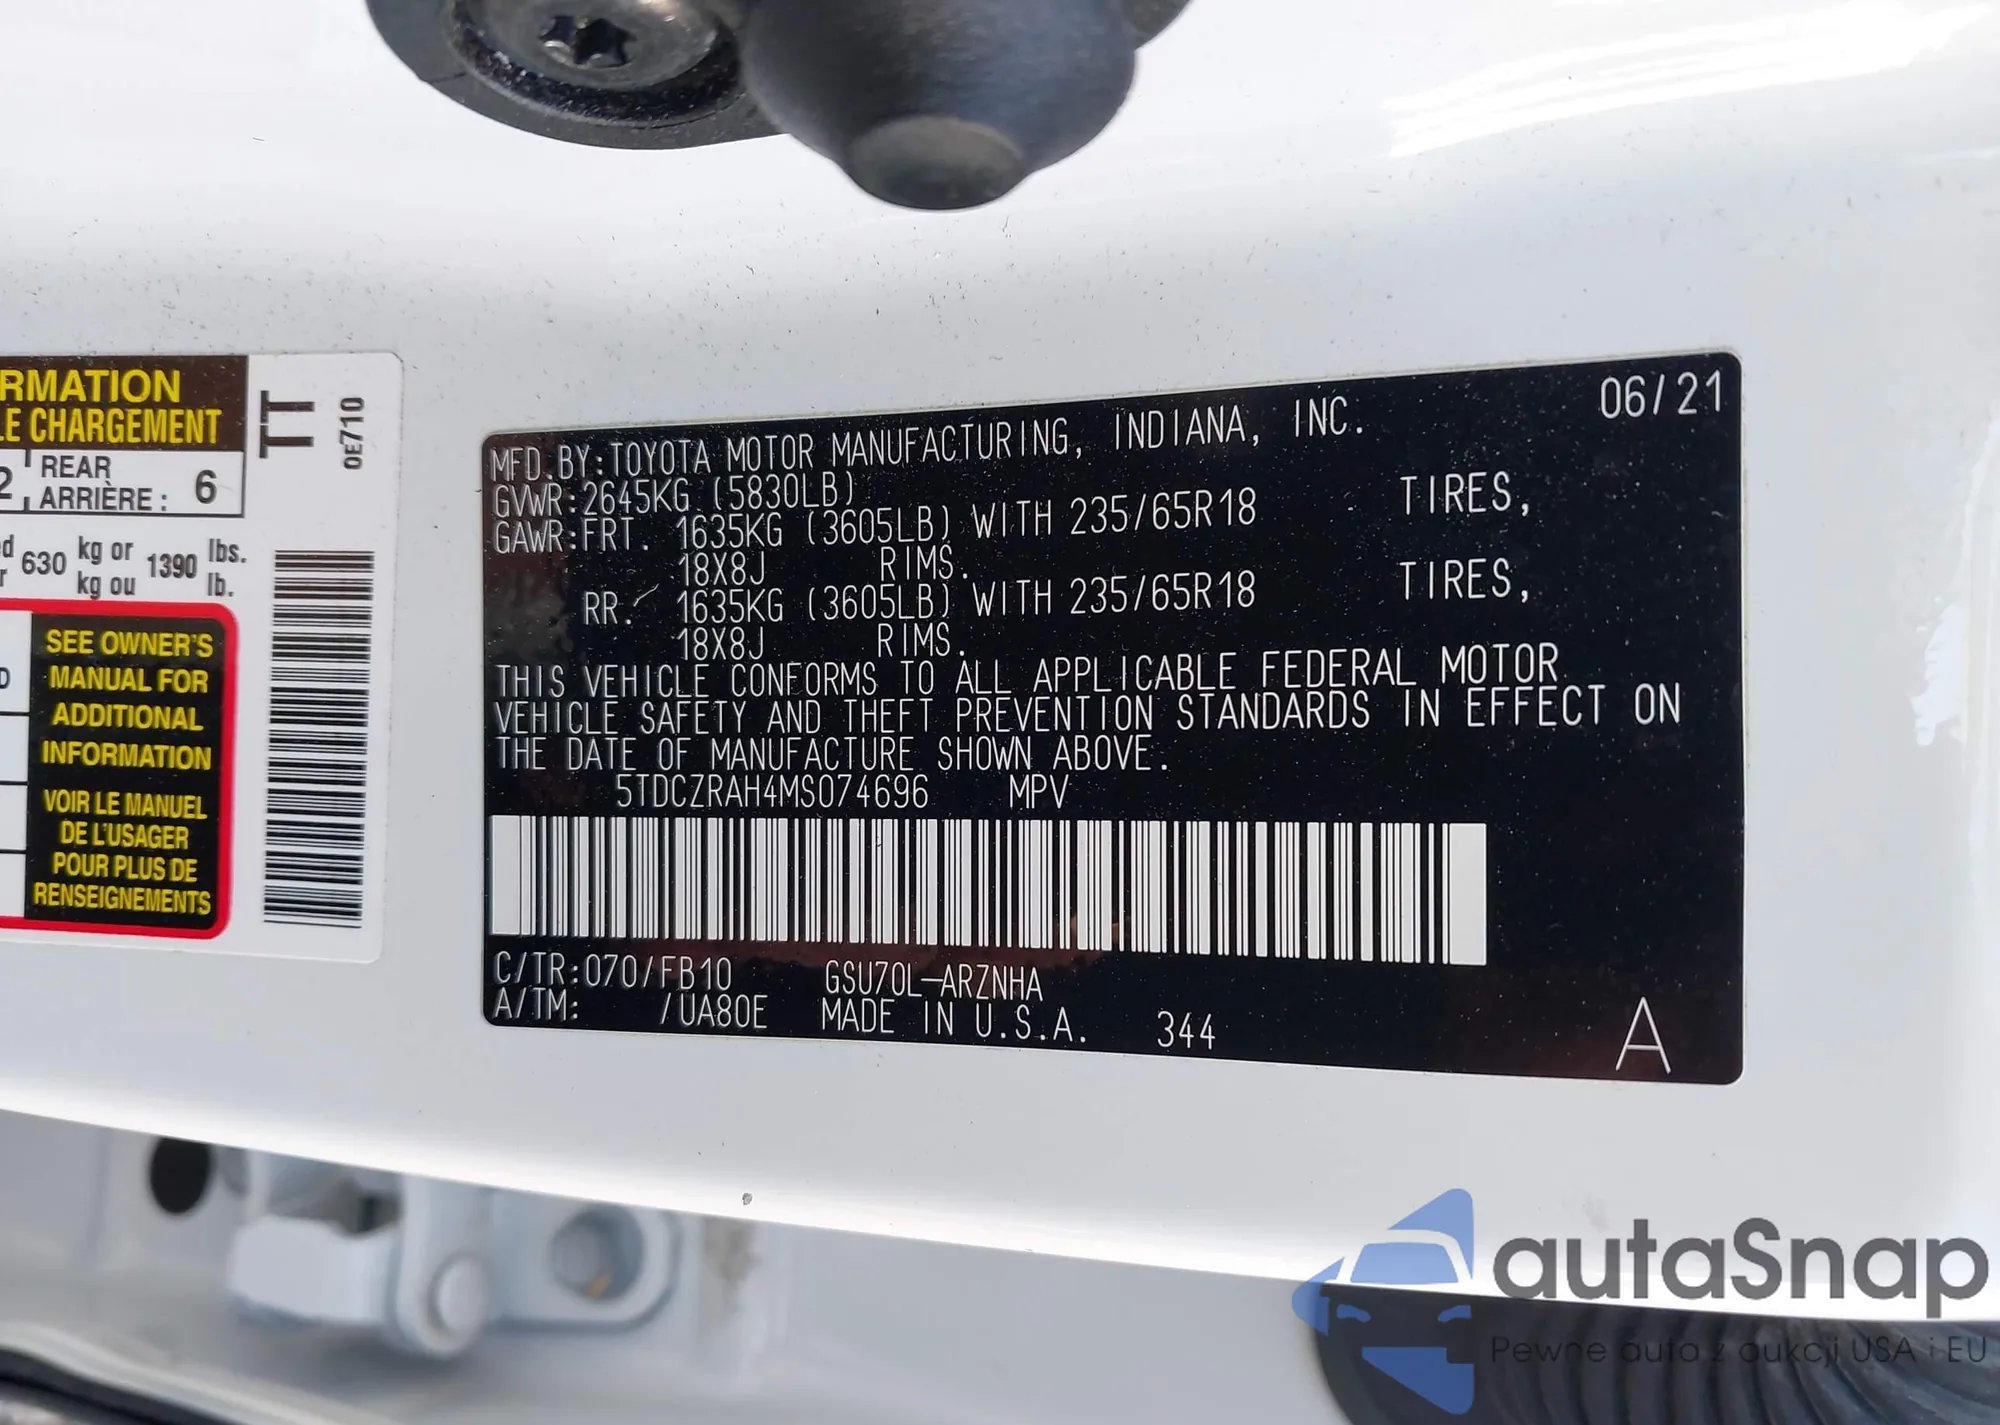 RMATION
LE CHARGEMENT
2 REAR
ARRIÈRE : 6
630 kg or 1390 lbs.
kg ou lb.
SEE OWNER'S
MANUAL FOR
ADDITIONAL
INFORMATION
VOIR LE MANUEL
DE L'USAGER
POUR PLUS DE
RENSEIGNEMENTS
TT
0E710
06/21
MFD.BY:TOYOTA MOTOR MANUFACTURING, INDIANA, INC.
GVWR:2645KG (5830LB)
GAWR:FRT. 1635KG (3605LB) WITH 235/65R18 TIRES,
18X8J RIMS.
RR. 1635KG (3605LB) WITH 235/65R18 TIRES,
18X8J RIMS.
THIS VEHICLE CONFORMS TO ALL APPLICABLE FEDERAL MOTOR
VEHICLE SAFETY AND THEFT PREVENTION STANDARDS IN EFFECT ON
THE DATE OF MANUFACTURE SHOWN ABOVE.
5TDCZRAH4MS074696 MPV
C/TR:070/FB10 GSU70L-ARZNHA
A/TM: /UA80E MADE IN U.S.A. 344
A
autaSnap
Pewne auta z aukcji USA i EU